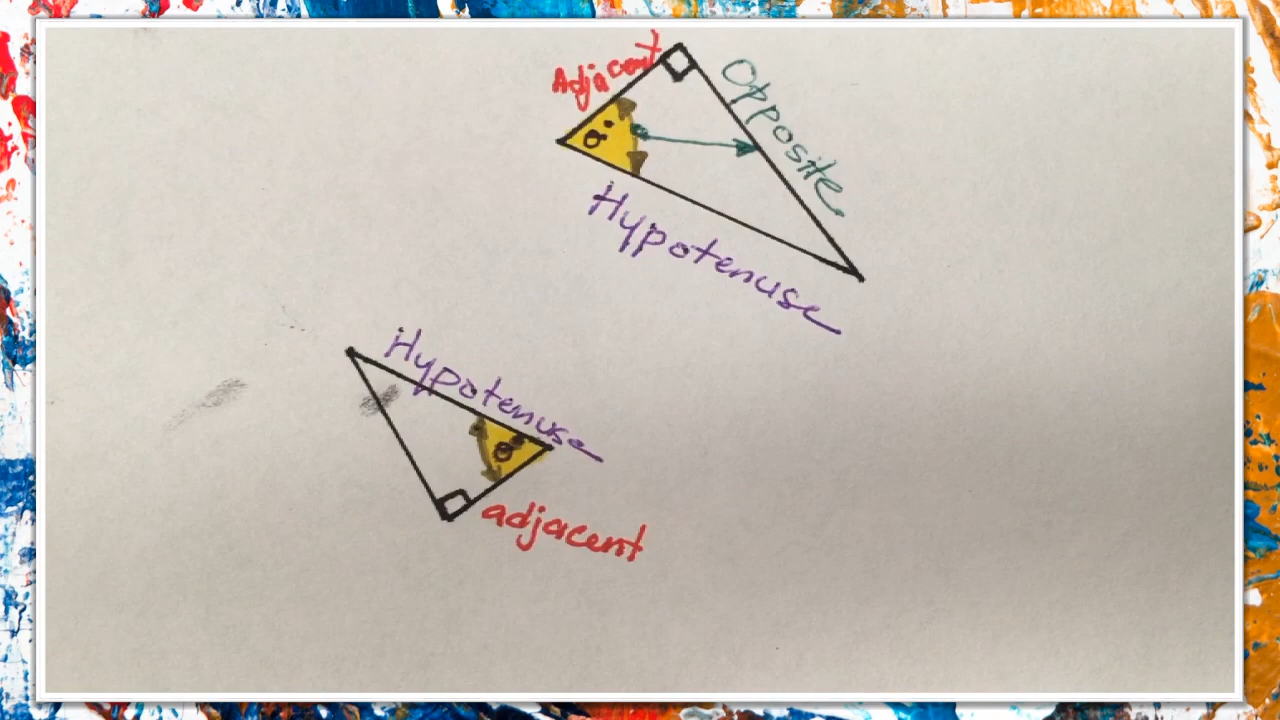 Adjacent
Opposite
Hypotenuse
Hypotenuse
adjacent